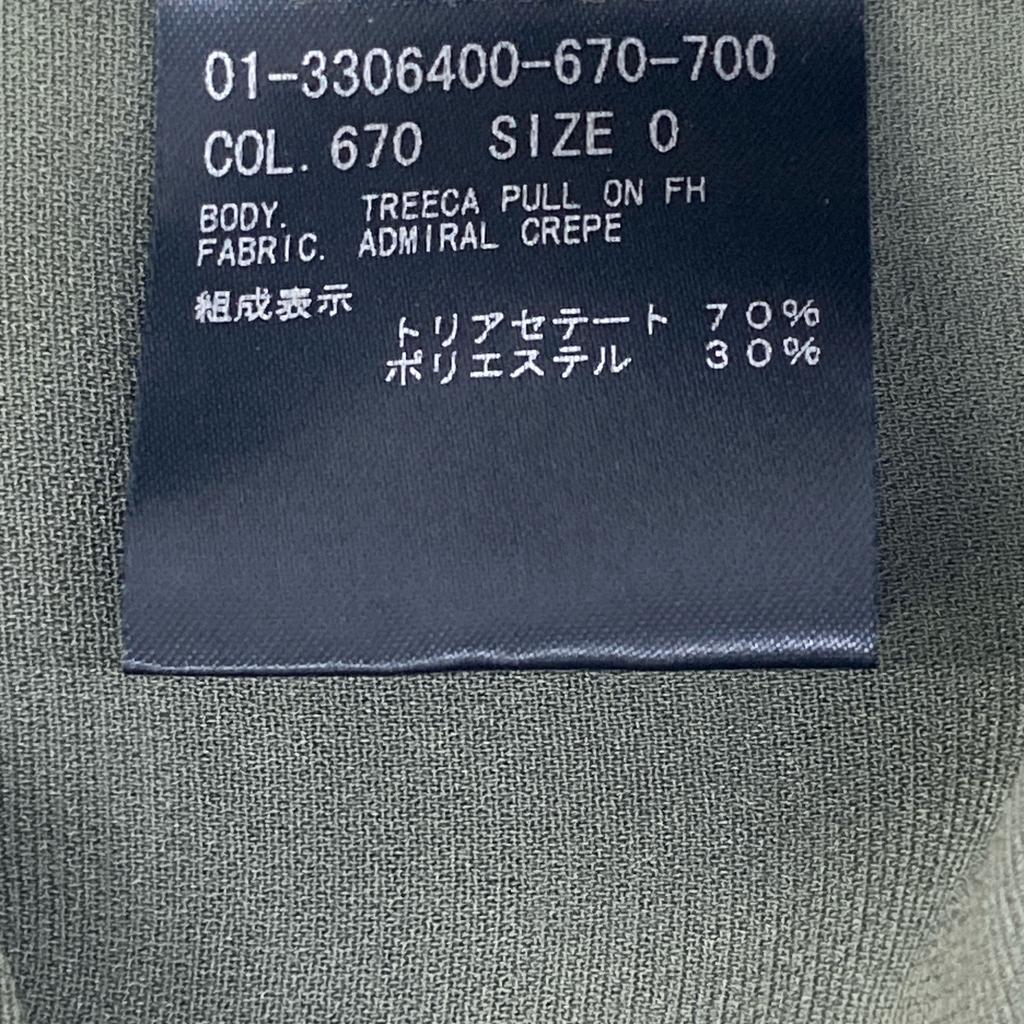 01-3306400-670-700
COL. 670 SIZE 0
BODY. TREECA PULL ON FH
FABRIC. ADMIRAL CREPE
組成表示
トリアセテート 70%
ポリエステル 30%